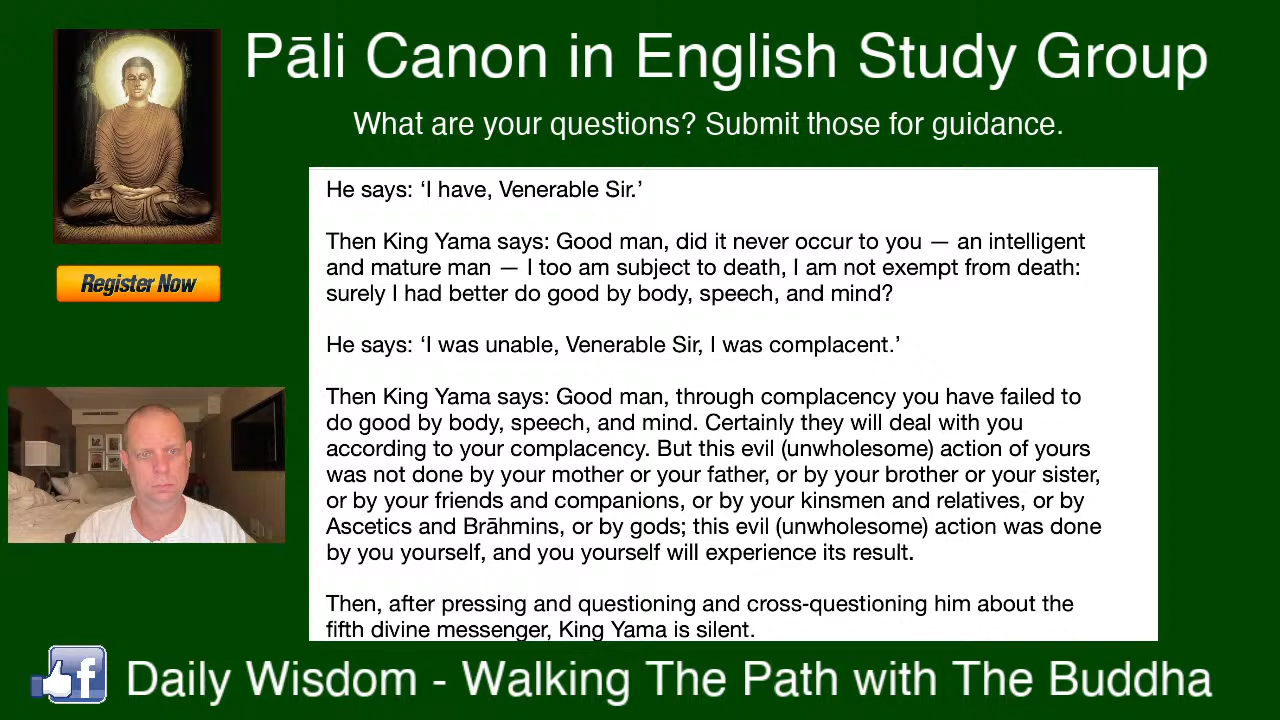 Pāli Canon in English Study Group
What are your questions? Submit those for guidance.
Register Now
He says: ‘I have, Venerable Sir.’
Then King Yama says: Good man, did it never occur to you — an intelligent
and mature man — I too am subject to death, I am not exempt from death:
surely I had better do good by body, speech, and mind?
He says: ‘I was unable, Venerable Sir, I was complacent.’
Then King Yama says: Good man, through complacency you have failed to
do good by body, speech, and mind. Certainly they will deal with you
according to your complacency. But this evil (unwholesome) action of yours
was not done by your mother or your father, or by your brother or your sister,
or by your friends and companions, or by your kinsmen and relatives, or by
Ascetics and Brāhmins, or by gods; this evil (unwholesome) action was done
by you yourself, and you yourself will experience its result.
Then, after pressing and questioning and cross-questioning him about the
fifth divine messenger, King Yama is silent.
f
Daily Wisdom - Walking The Path with The Buddha